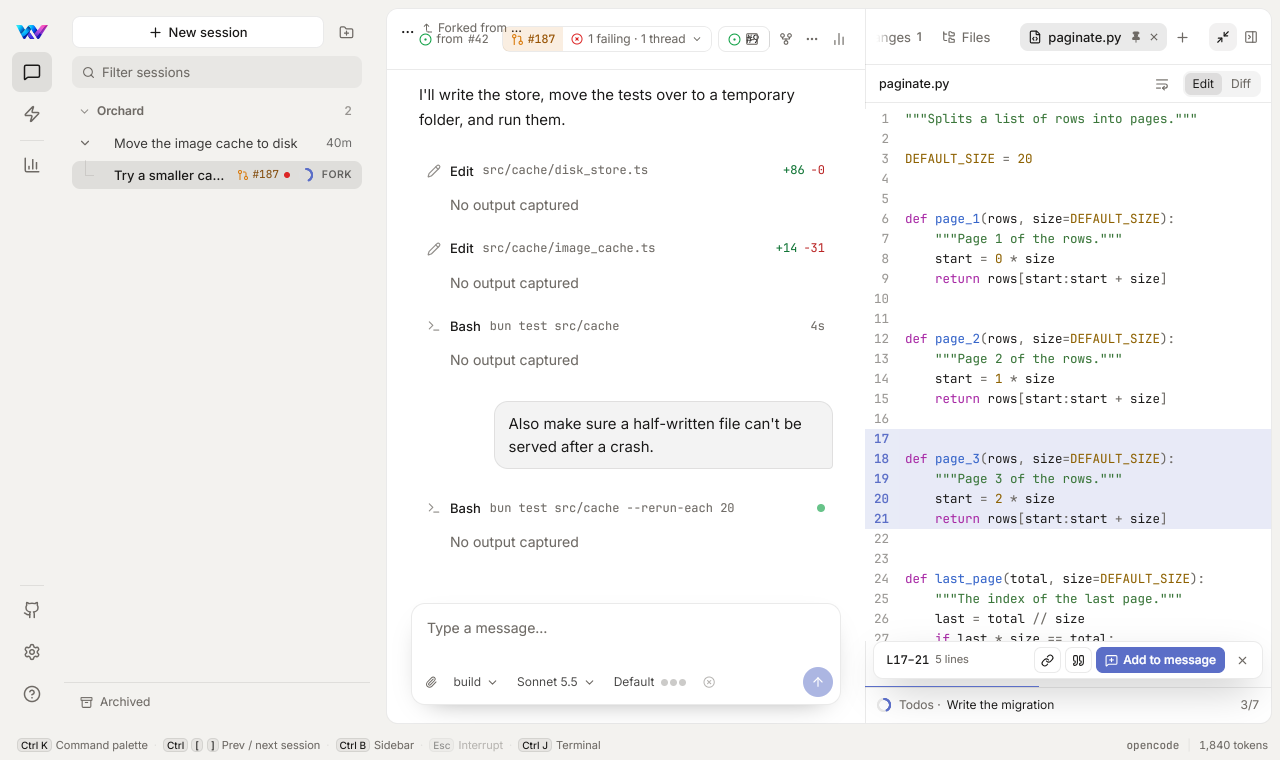 New session
Filter sessions
Orchard 2
Move the image cache to disk 40m
Try a smaller ca... #187 FORK
Archived
Forked from ...
from #42 #187 1 failing · 1 thread
I'll write the store, move the tests over to a temporary
folder, and run them.
Edit src/cache/disk_store.ts +86 -0
No output captured
Edit src/cache/image_cache.ts +14 -31
No output captured
Bash bun test src/cache 4s
No output captured
Also make sure a half-written file can't be
served after a crash.
Bash bun test src/cache --rerun-each 20
No output captured
Type a message...
build Sonnet 5.5 Default
nges 1 Files paginate.py
paginate.py Edit Diff
1 """Splits a list of rows into pages."""
2
3 DEFAULT_SIZE = 20
4
5
6 def page_1(rows, size=DEFAULT_SIZE):
7 """Page 1 of the rows."""
8 start = 0 * size
9 return rows[start:start + size]
10
11
12 def page_2(rows, size=DEFAULT_SIZE):
13 """Page 2 of the rows."""
14 start = 1 * size
15 return rows[start:start + size]
16
17
18 def page_3(rows, size=DEFAULT_SIZE):
19 """Page 3 of the rows."""
20 start = 2 * size
21 return rows[start:start + size]
22
23
24 def last_page(total, size=DEFAULT_SIZE):
25 """The index of the last page."""
26 last = total // size
27 if last * size == total:
L17–21 5 lines Add to message
Todos · Write the migration 3/7
Ctrl K Command palette Ctrl [ ] Prev / next session Ctrl B Sidebar Esc Interrupt Ctrl J Terminal
opencode 1,840 tokens